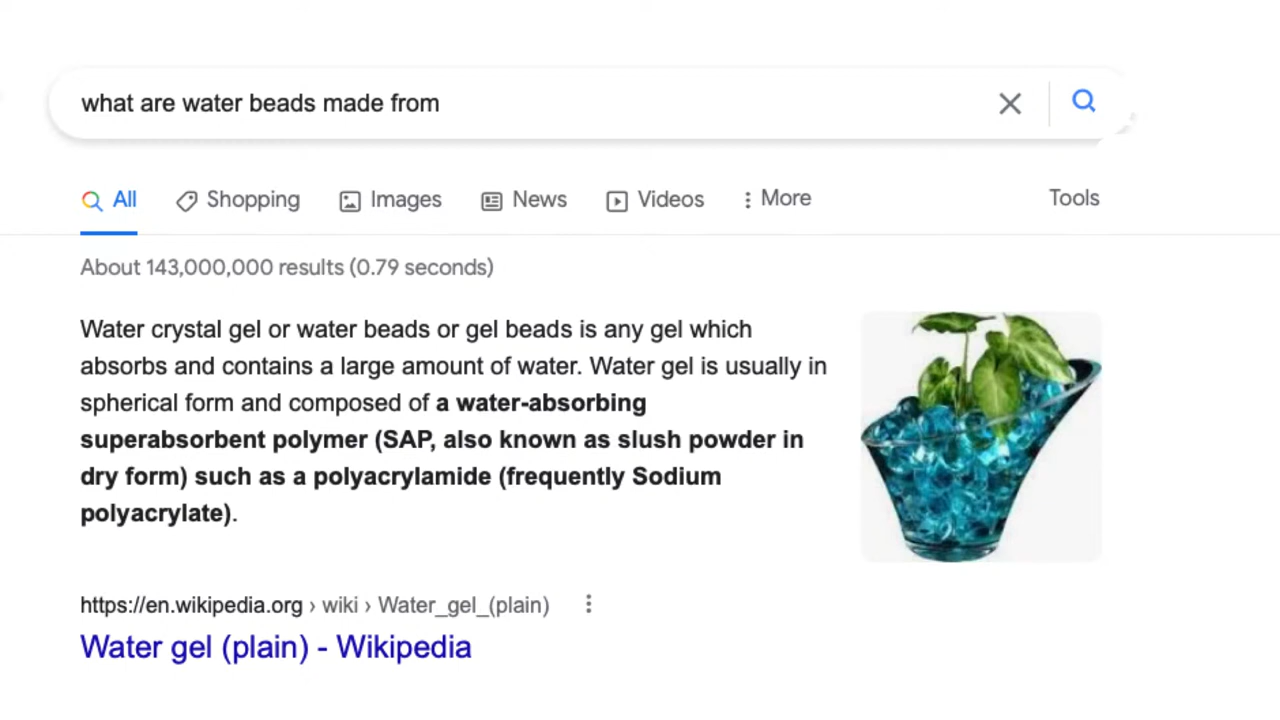 what are water beads made from
All Shopping Images News Videos More Tools
About 143,000,000 results (0.79 seconds)
Water crystal gel or water beads or gel beads is any gel which
absorbs and contains a large amount of water. Water gel is usually in
spherical form and composed of a water-absorbing
superabsorbent polymer (SAP, also known as slush powder in
dry form) such as a polyacrylamide (frequently Sodium
polyacrylate).
https://en.wikipedia.org › wiki › Water_gel_(plain)
Water gel (plain) - Wikipedia